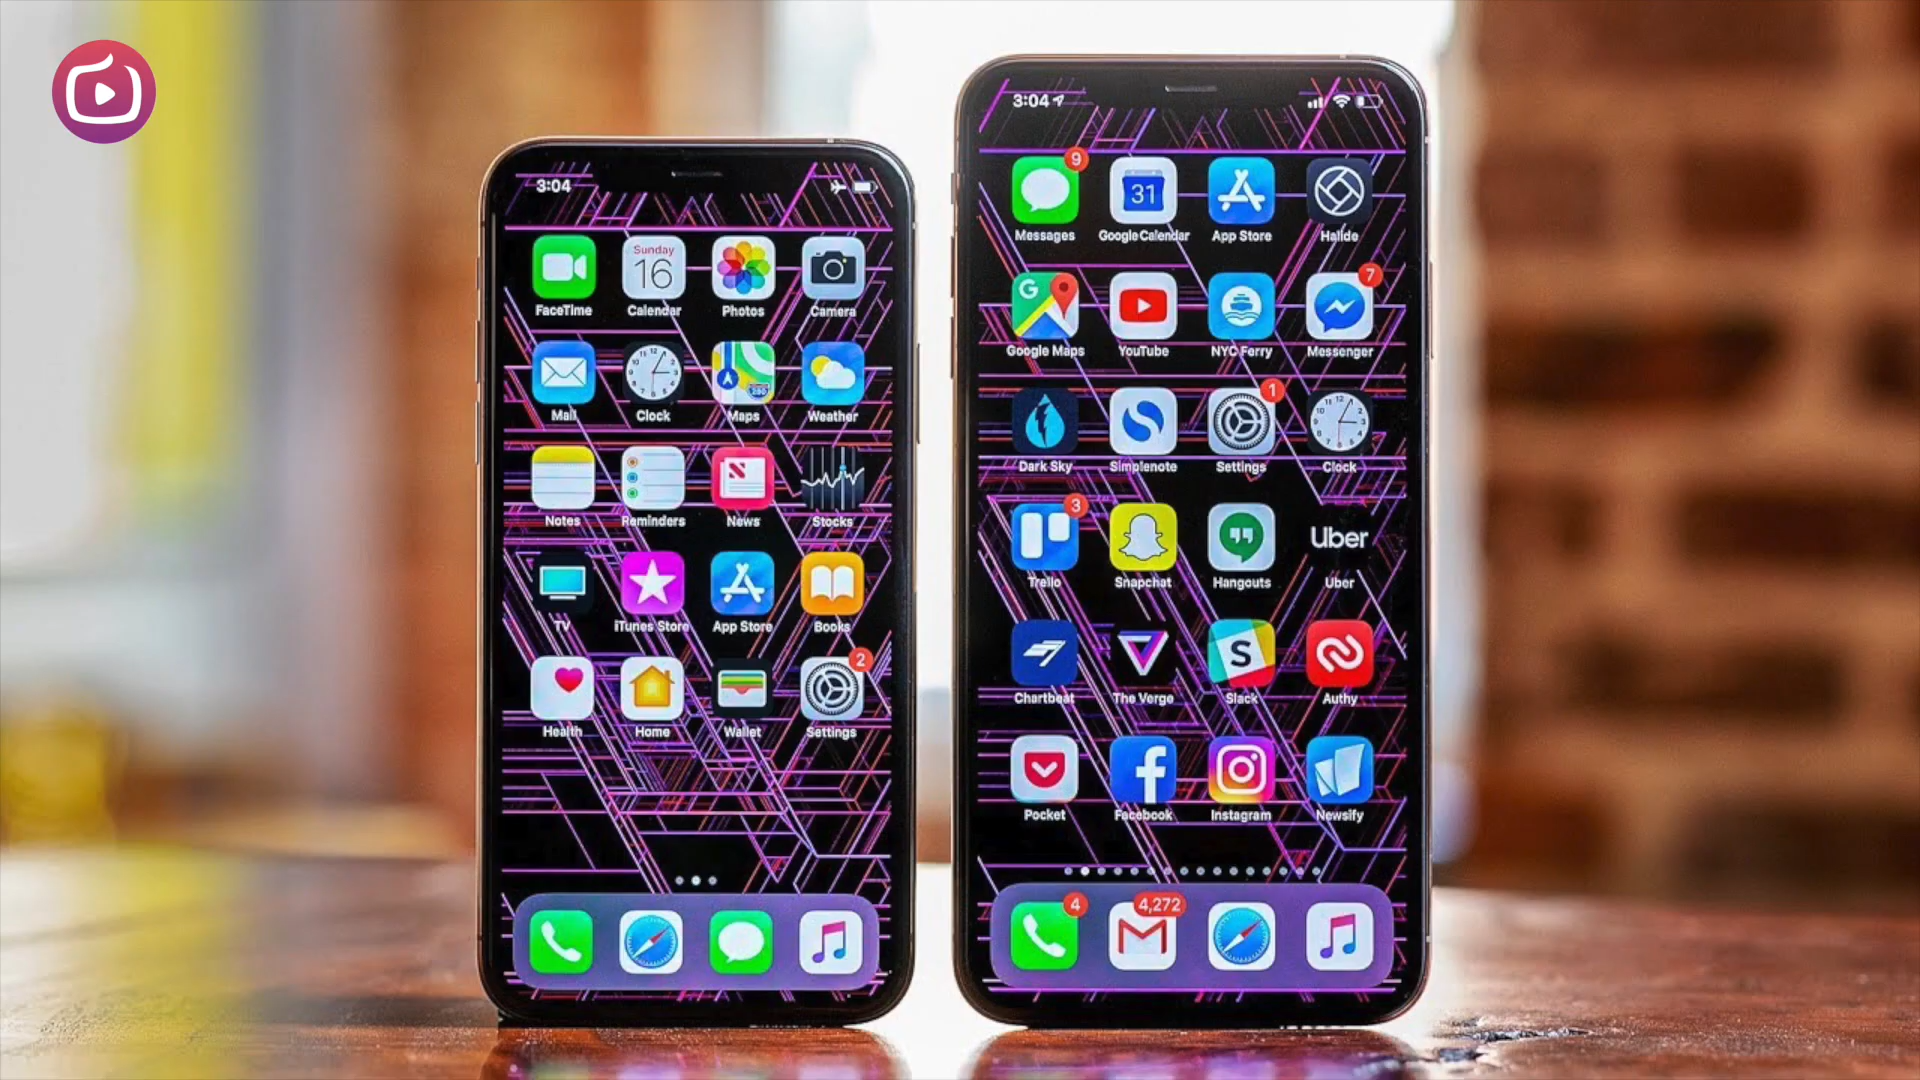 3:04
Sunday
16
FaceTime Calendar Photos Camera
280
Mail Clock Maps Weather
Notes Reminders News Stocks
TV iTunes Store App Store Books
2
Health Home Wallet Settings
3:04
9
31
Messages Google Calendar App Store Halide
7
G
Google Maps YouTube NYC Ferry Messenger
1
Dark Sky Simplenote Settings Clock
3
Uber
Trello Snapchat Hangouts Uber
S
Chartbeat The Verge Slack Authy
f
Pocket Facebook Instagram Newsify
4 4,272